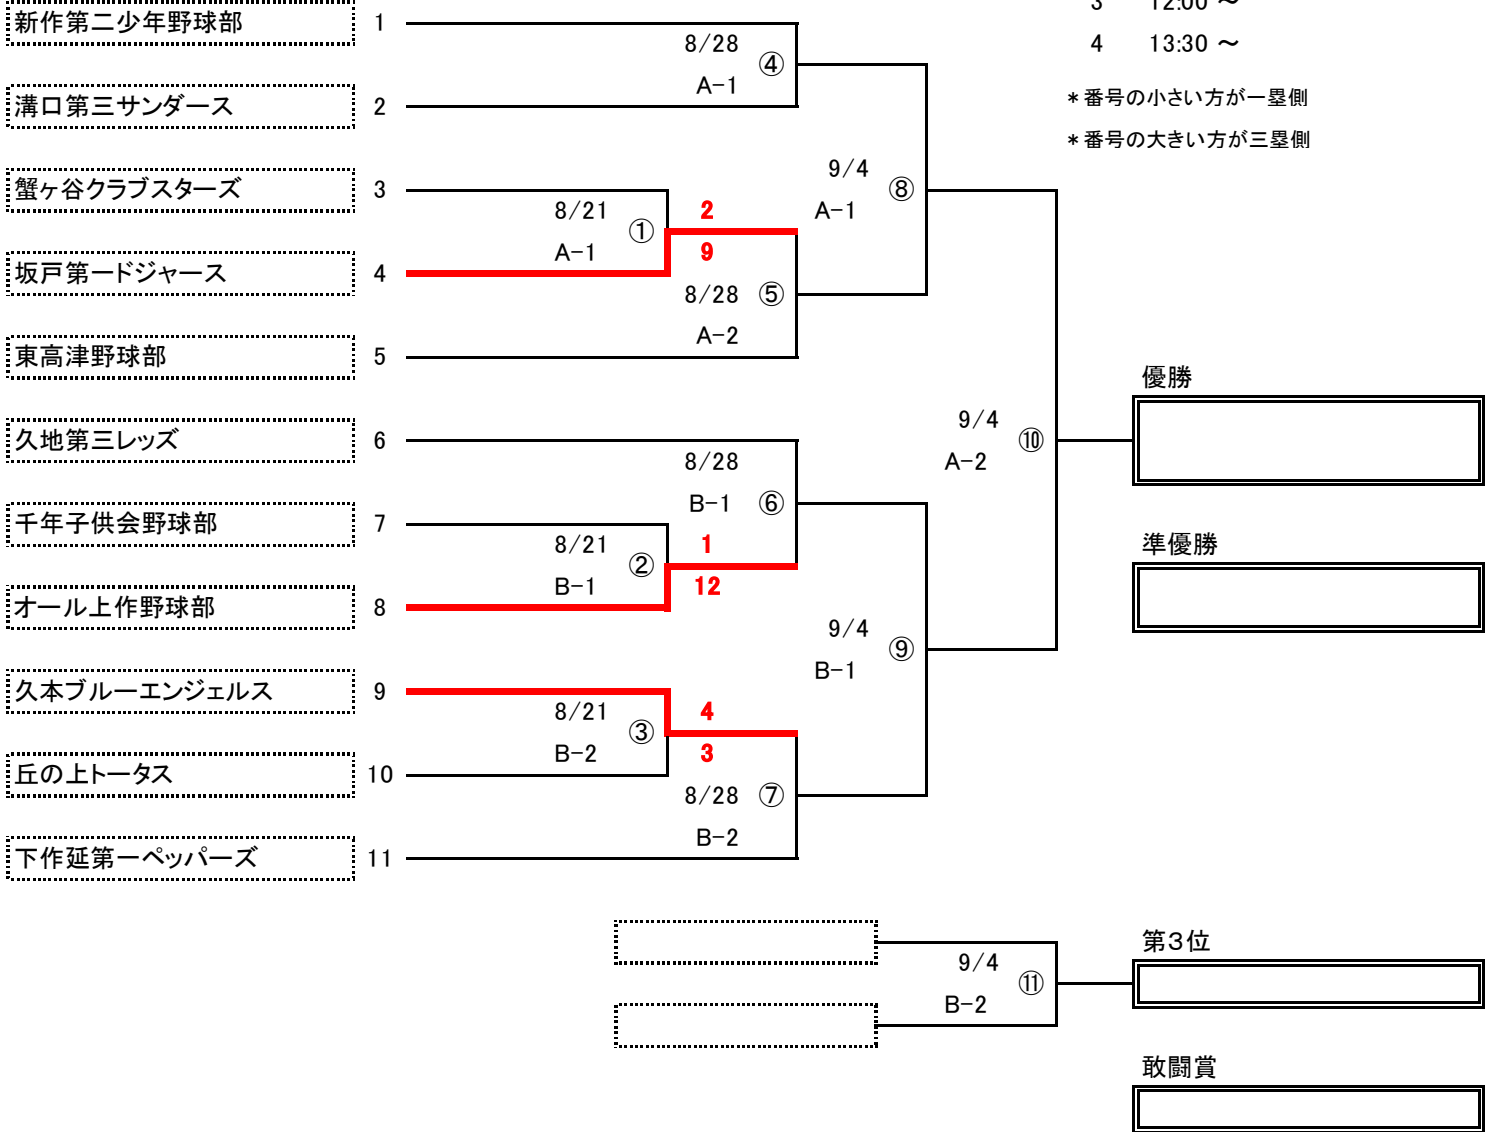 新作第二少年野球部 1
3 12:00 ～
8/28 ④
4 13:30 ～
A-1
溝口第三サンダース 2
＊番号の小さい方が一塁側
＊番号の大きい方が三塁側
蟹ヶ谷クラブスターズ 3
9/4 ⑧
A-1
8/21 ① 2
A-1 9
坂戸第一ドジャース 4
8/28 ⑤
A-2
東高津野球部 5
優勝
久地第三レッズ 6
9/4 ⑩
A-2
8/28
B-1 ⑥
千年子供会野球部 7
8/21 ② 1
B-1 12
準優勝
オール上作野球部 8
9/4 ⑨
B-1
久本ブルーエンジェルス 9
8/21 ③ 4
B-2 3
丘の上トータス 10
8/28 ⑦
B-2
下作延第一ペッパーズ 11
第３位
9/4 ⑪
B-2
敢闘賞